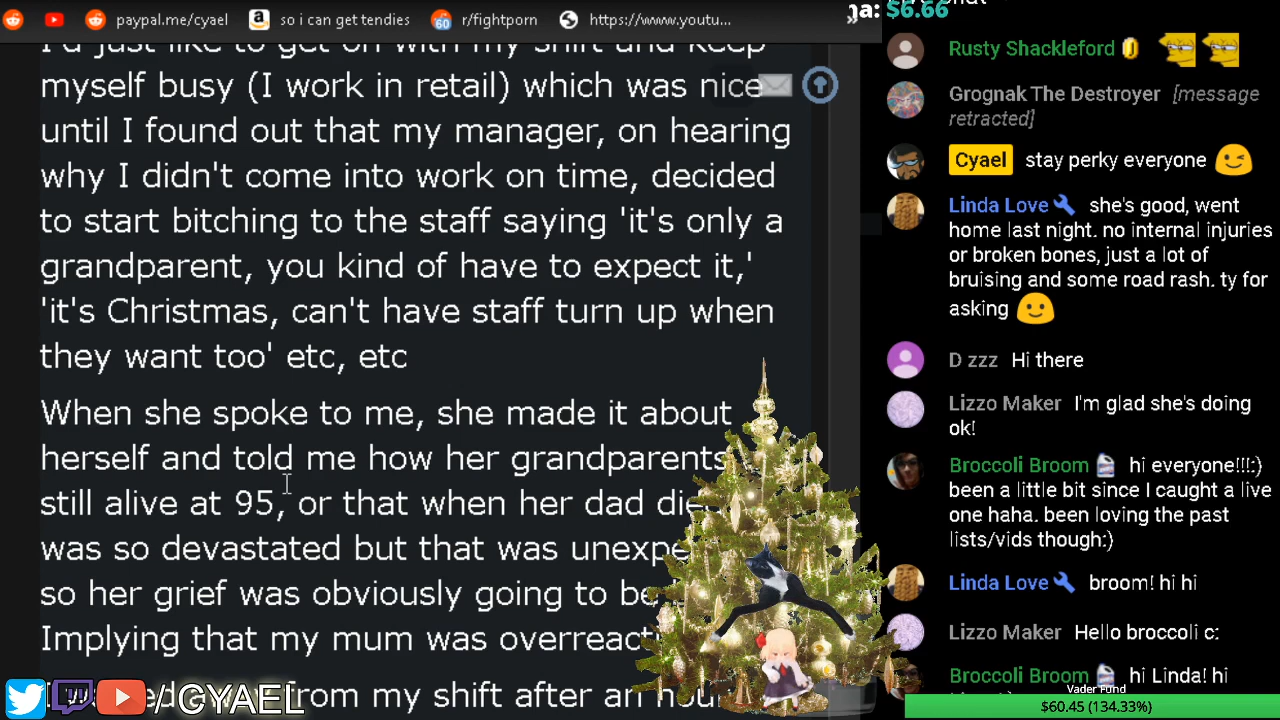 paypal.me/cyael so i can get tendies 60 r/fightporn https://www.youtu...
I'd just like to get on with my shift and keep
myself busy (I work in retail) which was nice
until I found out that my manager, on hearing
why I didn't come into work on time, decided
to start bitching to the staff saying 'it's only a
grandparent, you kind of have to expect it,'
'it's Christmas, can't have staff turn up when
they want too' etc, etc
When she spoke to me, she made it about
herself and told me how her grandparents
still alive at 95, or that when her dad
was so devastated but that was
so her grief was obviously going to be
Implying that my mum was
from my shift after an
/CYAEL
$6.66
Rusty Shackleford
Grognak The Destroyer [message
retracted]
Cyael stay perky everyone
Linda Love she's good, went
home last night. no internal injuries
or broken bones, just a lot of
bruising and some road rash. ty for
asking
D zzz Hi there
Lizzo Maker I'm glad she's doing
ok!
Broccoli Broom hi everyone!!!:)
been a little bit since I caught a live
one haha. been loving the past
lists/vids though:)
Linda Love broom! hi hi
Lizzo Maker Hello broccoli c:
Broccoli Broom hi Linda! hi
Vader Fund
$60.45 (134.33%)